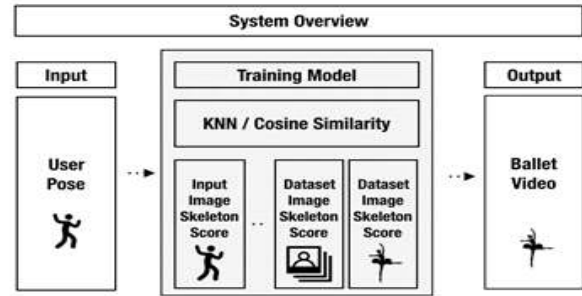 System Overview
Input
Training Model
Output
KNN / Cosine Similarity
User
Pose
Input
Image
Skeleton
Score
..
Dataset
Image
Skeleton
Score
Dataset
Image
Skeleton
Score
Ballet
Video